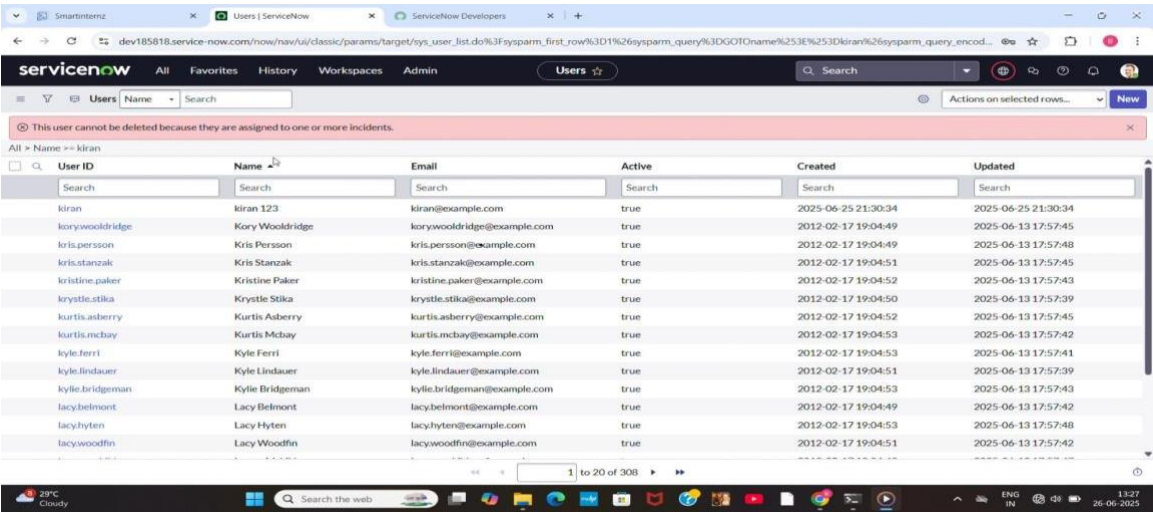 Smartinternz
Users | ServiceNow
ServiceNow Developers
dev185818.service-now.com/now/nav/ui/classic/params/target/sys_user_list.do%3Fsysparm_first_row%3D1%26sysparm_query%3DGOTOname%253E%253Dkiran%26sysparm_query_encod...
servicenow All Favorites History Workspaces Admin Users Search
Users Name Search Actions on selected rows... New
This user cannot be deleted because they are assigned to one or more incidents.
All > Name >= kiran
User ID Name Email Active Created Updated
Search Search Search Search Search Search
kiran kiran 123 kiran@example.com true 2025-06-25 21:30:34 2025-06-25 21:30:34
kory.wooldridge Kory Wooldridge kory.wooldridge@example.com true 2012-02-17 19:04:49 2025-06-13 17:57:45
kris.persson Kris Persson kris.persson@example.com true 2012-02-17 19:04:49 2025-06-13 17:57:48
kris.stanzak Kris Stanzak kris.stanzak@example.com true 2012-02-17 19:04:51 2025-06-13 17:57:45
kristine.paker Kristine Paker kristine.paker@example.com true 2012-02-17 19:04:52 2025-06-13 17:57:43
krystle.stika Krystle Stika krystle.stika@example.com true 2012-02-17 19:04:50 2025-06-13 17:57:39
kurtis.asberry Kurtis Asberry kurtis.asberry@example.com true 2012-02-17 19:04:52 2025-06-13 17:57:45
kurtis.mcbay Kurtis Mcbay kurtis.mcbay@example.com true 2012-02-17 19:04:53 2025-06-13 17:57:42
kyle.ferri Kyle Ferri kyle.ferri@example.com true 2012-02-17 19:04:53 2025-06-13 17:57:41
kyle.lindauer Kyle Lindauer kyle.lindauer@example.com true 2012-02-17 19:04:51 2025-06-13 17:57:39
kylie.bridgeman Kylie Bridgeman kylie.bridgeman@example.com true 2012-02-17 19:04:53 2025-06-13 17:57:43
lacy.belmont Lacy Belmont lacy.belmont@example.com true 2012-02-17 19:04:49 2025-06-13 17:57:42
lacy.hyten Lacy Hyten lacy.hyten@example.com true 2012-02-17 19:04:53 2025-06-13 17:57:48
lacy.woodfin Lacy Woodfin lacy.woodfin@example.com true 2012-02-17 19:04:51 2025-06-13 17:57:42
1 to 20 of 308
29°C
Cloudy
Search the web
ENG
IN
13:27
26-06-2025